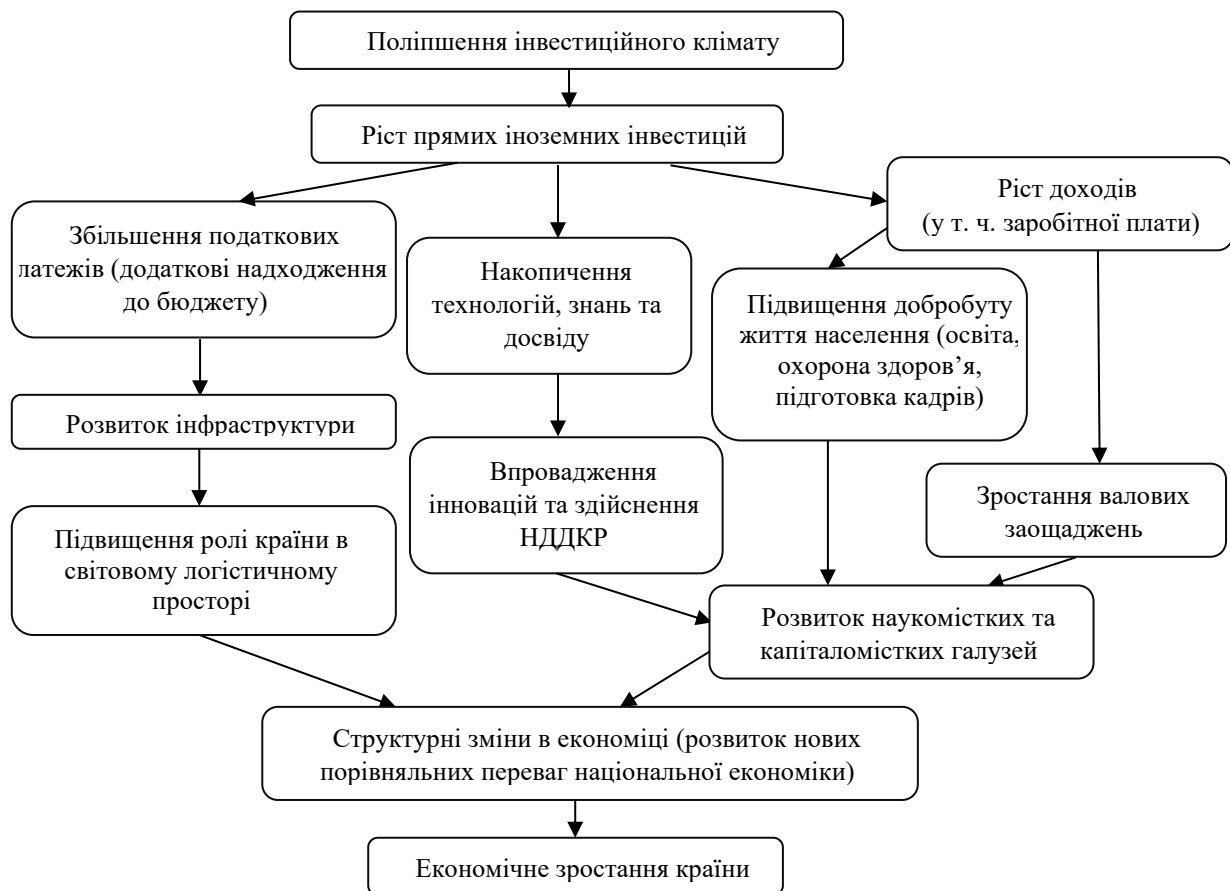 Поліпшення інвестиційного клімату
Ріст прямих іноземних інвестицій
Ріст доходів
(у т. ч. заробітної плати)
Збільшення податкових
латежів (додаткові надходження
до бюджету)
Накопичення
технологій, знань та
досвіду
Підвищення добробуту
життя населення (освіта,
охорона здоров’я,
підготовка кадрів)
Розвиток інфраструктури
Впровадження
інновацій та здійснення
НДДКР
Зростання валових
заощаджень
Підвищення ролі країни в
світовому логістичному
просторі
Розвиток наукомістких та
капіталомістких галузей
Структурні зміни в економіці (розвиток нових
порівняльних переваг національної економіки)
Економічне зростання країни